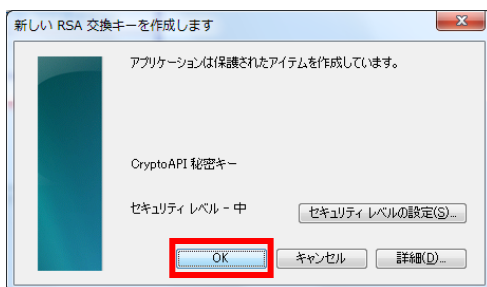 新しい RSA 交換キーを作成します
アプリケーションは保護されたアイテムを作成しています。
CryptoAPI 秘密キー
セキュリティ レベル - 中
セキュリティ レベルの設定(S)...
OK
キャンセル
詳細(D)...